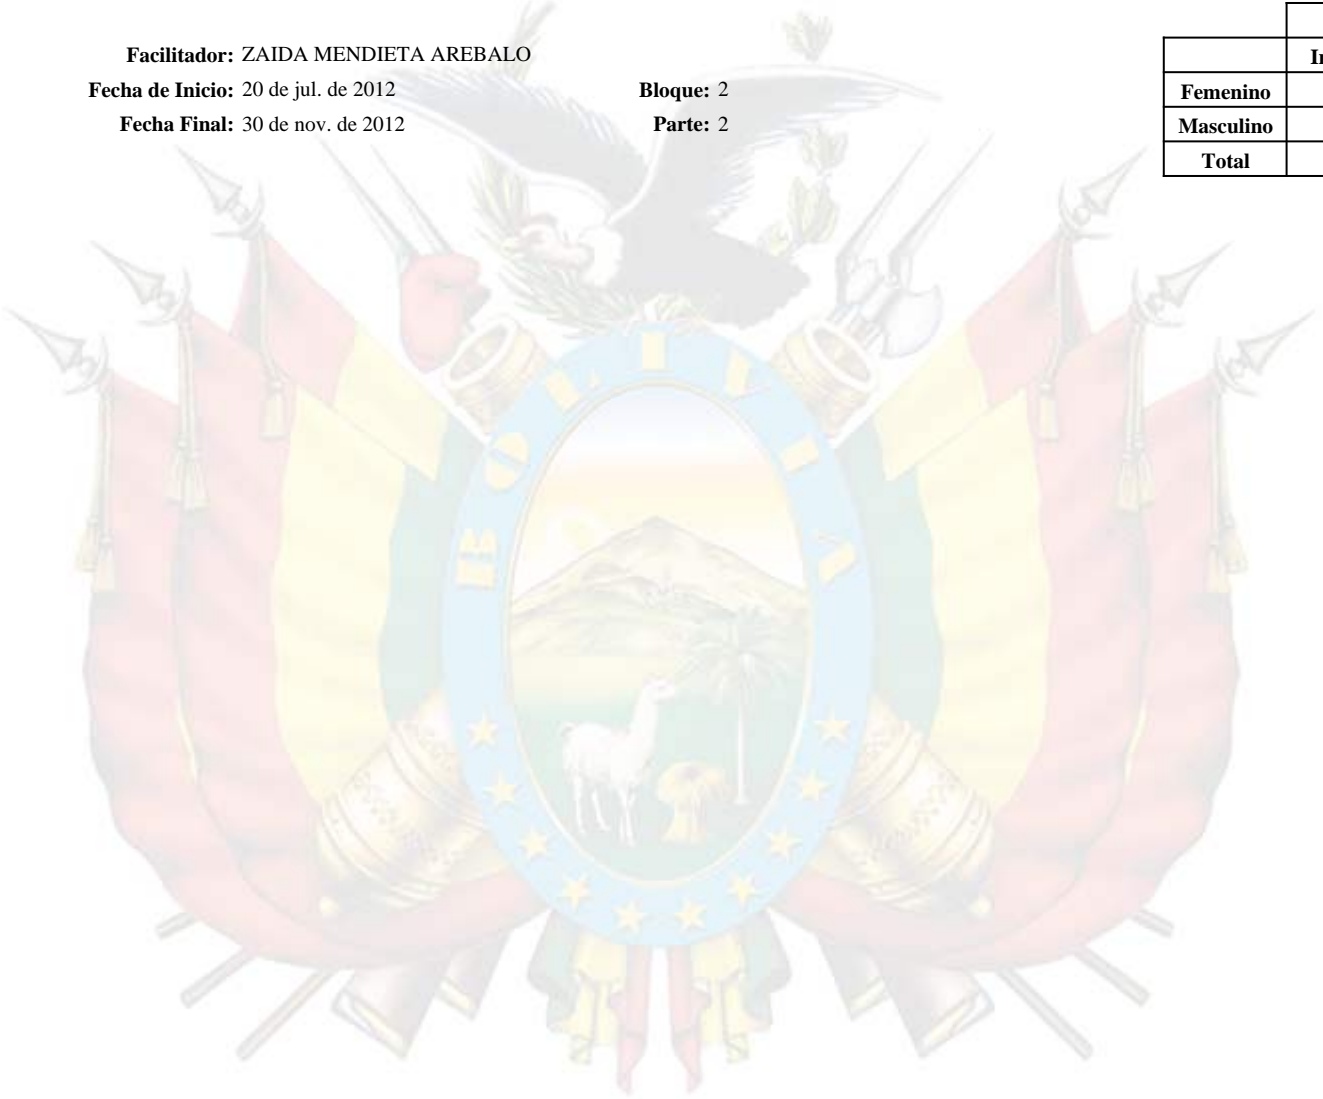 Facilitador: ZAIDA MENDIETA AREBALO
Fecha de Inicio: 20 de jul. de 2012 Bloque: 2
Fecha Final: 30 de nov. de 2012 Parte: 2
Femenino
Masculino
Total
BOLIVIA